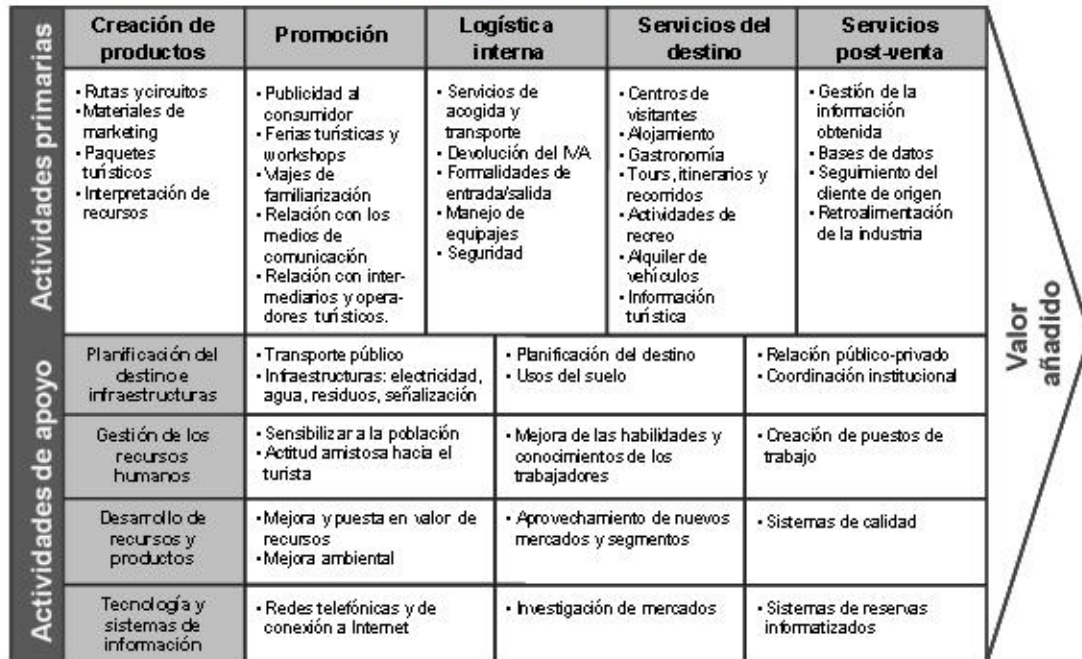 Actividades primarias
Creación de
productos
Promoción
Logística
interna
Servicios del
destino
Servicios
post-venta
• Rutas y circuitos
• Materiales de
marketing
• Paquetes
turísticos
• Interpretación de
recursos
• Publicidad al
consumidor
• Ferias turísticas y
workshops
• Viajes de
familiarización
• Relación con los
medios de
comunicación
• Relación con inter-
mediarios y opera-
dores turísticos.
• Servicios de
acogida y
transporte
• Devolución del IVA
• Formalidades de
entrada/salida
• Manejo de
equipajes
• Seguridad
• Centros de
visitantes
• Alojamiento
• Gastronomía
• Tours, itinerarios y
recorridos
• Actividades de
recreo
• Alquiler de
vehículos
• Información
turística
• Gestión de la
información
obtenida
• Bases de datos
• Seguimiento del
cliente de origen
• Retroalimentación
de la industria
Actividades de apoyo
Planificación del
destino e
infraestructuras
• Transporte público
• Infraestructuras: electricidad,
agua, residuos, señalización
• Planificación del destino
• Usos del suelo
• Relación público-privado
• Coordinación institucional
Gestión de los
recursos
humanos
• Sensibilizar a la población
• Actitud amistosa hacia el
turista
• Mejora de las habilidades y
conocimientos de los
trabajadores
• Creación de puestos de
trabajo
Desarrollo de
recursos y
productos
• Mejora y puesta en valor de
recursos
• Mejora ambiental
• Aprovechamiento de nuevos
mercados y segmentos
• Sistemas de calidad
Tecnología y
sistemas de
información
• Redes telefónicas y de
conexión a Internet
• Investigación de mercados
• Sistemas de reservas
informatizados
Valor
añadido